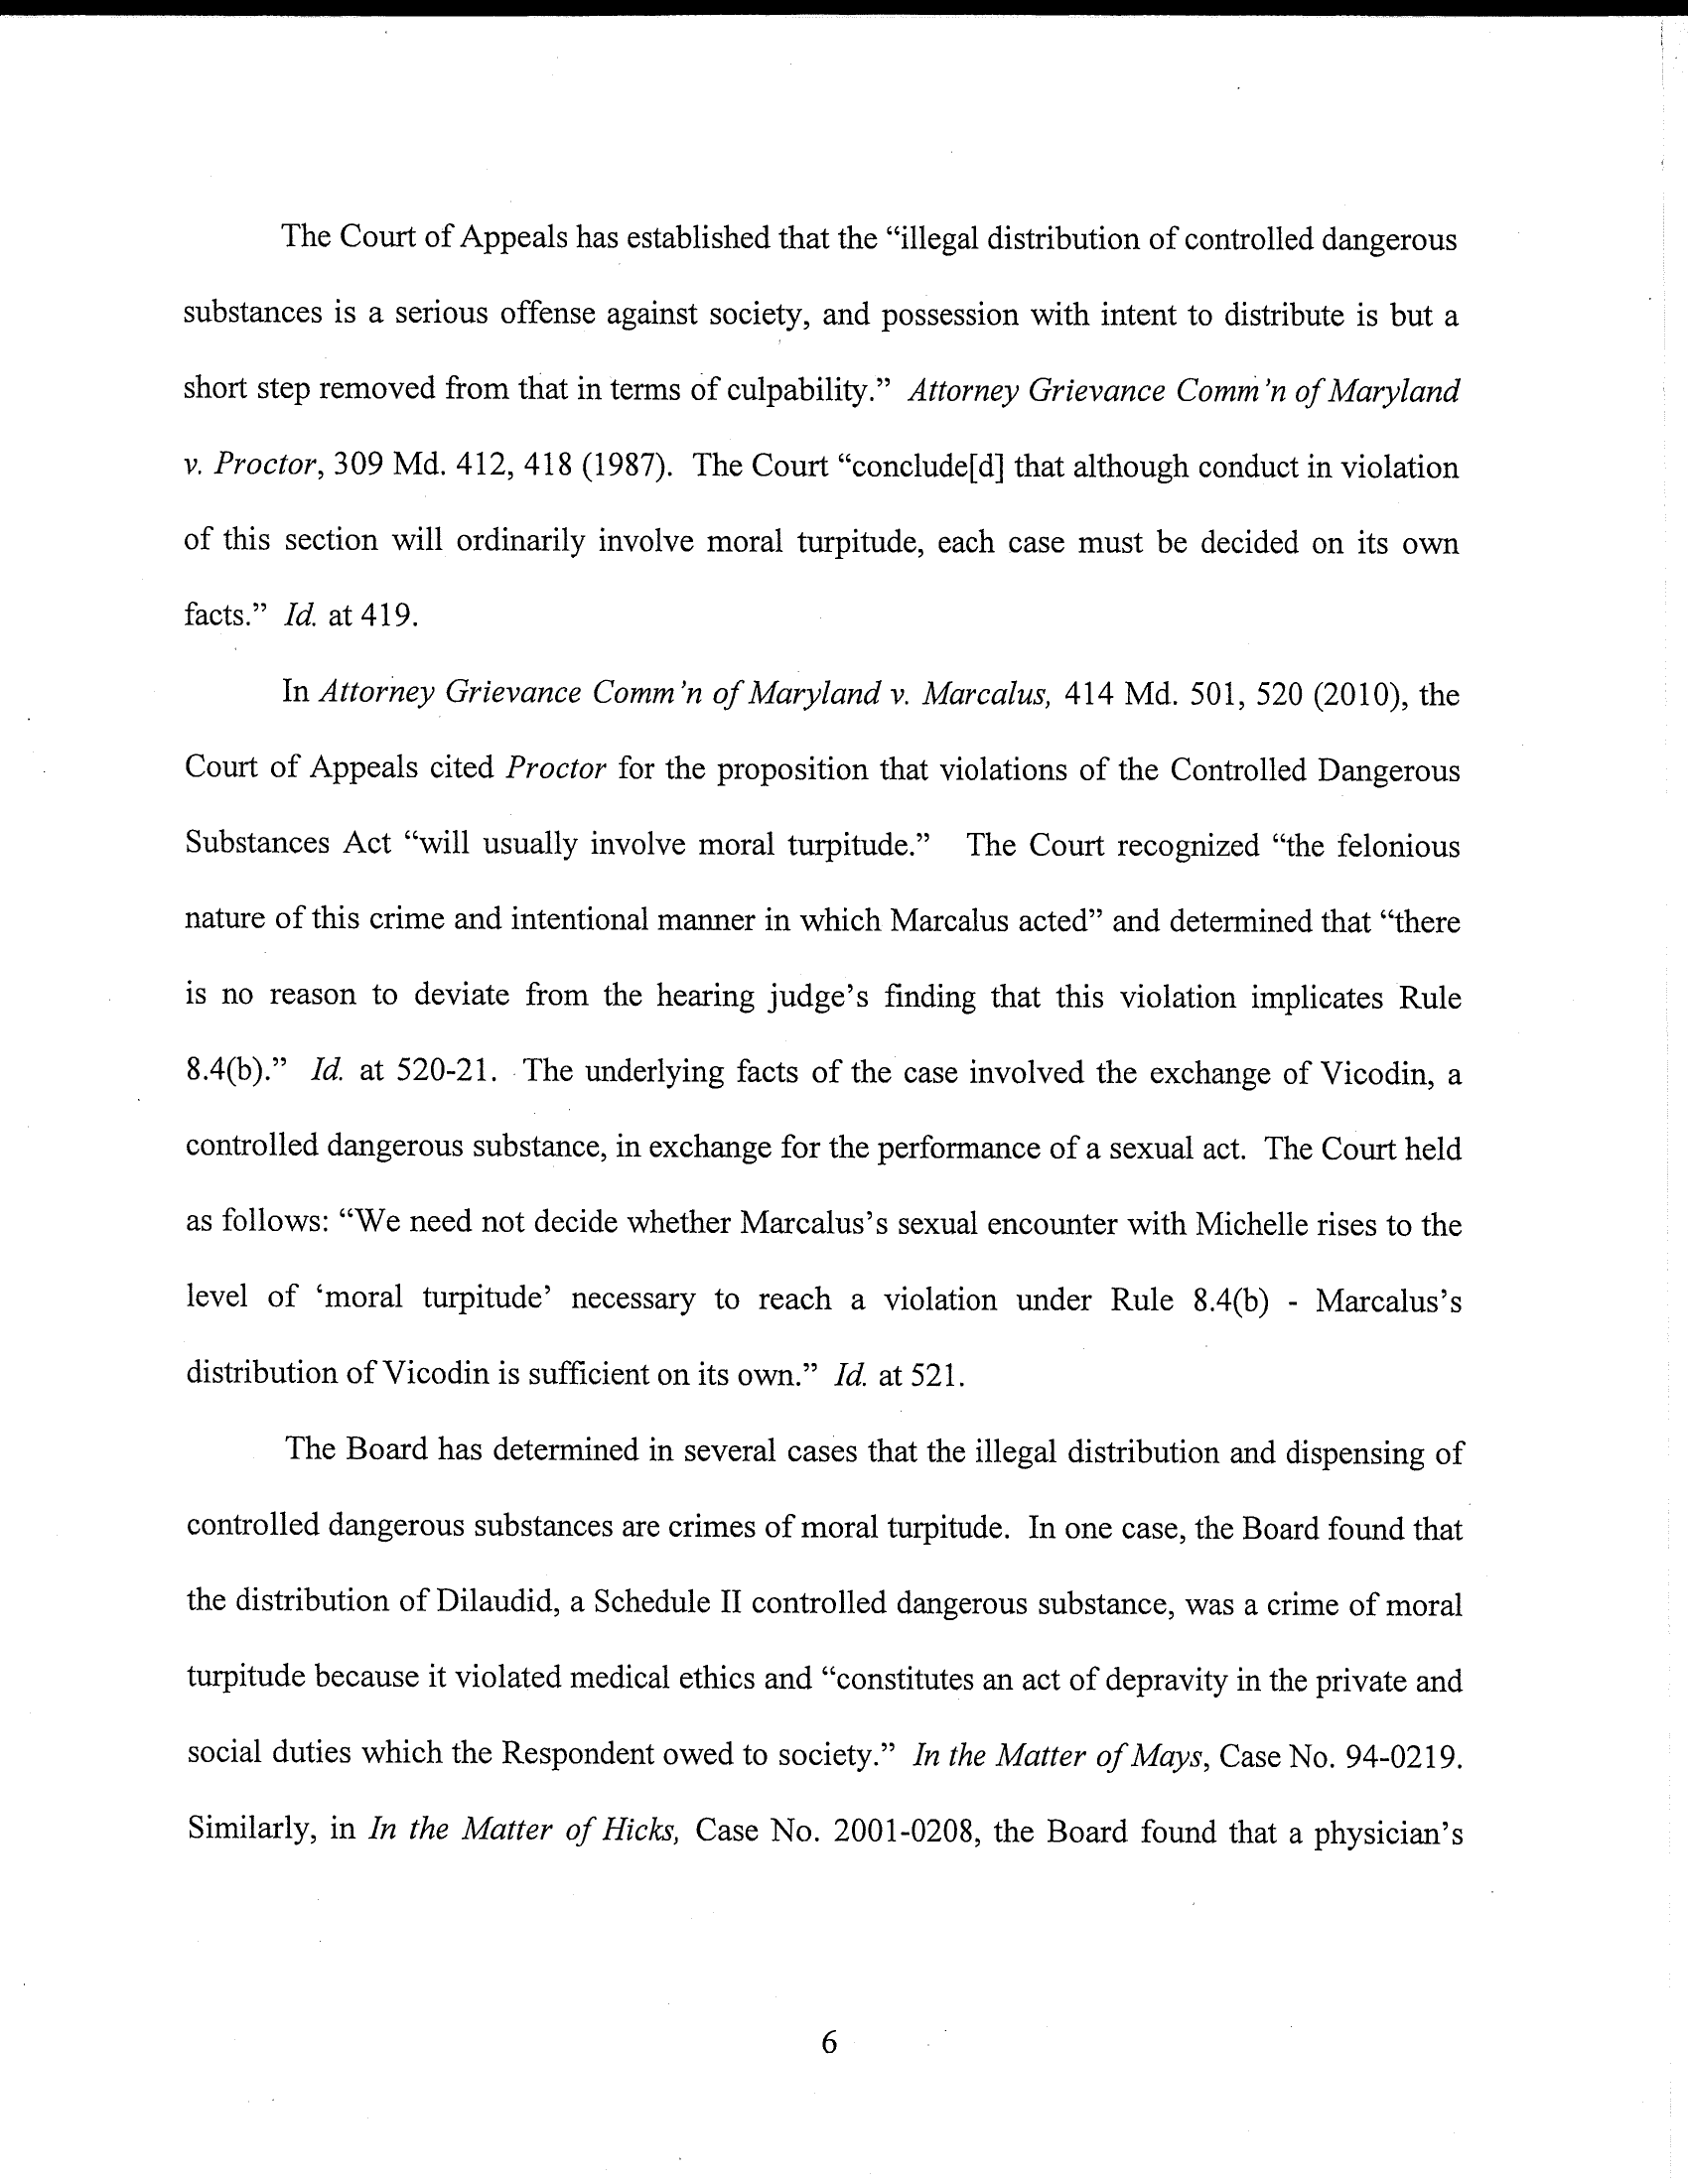 The Court of Appeals has established that the “illegal distribution of controlled dangerous
substances is a serious offense against society, and possession with intent to distribute is but a
short step removed from that in terms of culpability.” Attorney Grievance Comm’n of Maryland
v. Proctor, 309 Md. 412, 418 (1987). The Court “conclude[d] that although conduct in violation
of this section will ordinarily involve moral turpitude, each case must be decided on its own
facts.” Id. at 419.
In Attorney Grievance Comm’n of Maryland v. Marcalus, 414 Md. 501, 520 (2010), the
Court of Appeals cited Proctor for the proposition that violations of the Controlled Dangerous
Substances Act “will usually involve moral turpitude.” The Court recognized “the felonious
nature of this crime and intentional manner in which Marcalus acted” and determined that “there
is no reason to deviate from the hearing judge’s finding that this violation implicates Rule
8.4(b).” Id. at 520-21. The underlying facts of the case involved the exchange of Vicodin, a
controlled dangerous substance, in exchange for the performance of a sexual act. The Court held
as follows: “We need not decide whether Marcalus’s sexual encounter with Michelle rises to the
level of ‘moral turpitude’ necessary to reach a violation under Rule 8.4(b) - Marcalus’s
distribution of Vicodin is sufficient on its own.” Id. at 521.
The Board has determined in several cases that the illegal distribution and dispensing of
controlled dangerous substances are crimes of moral turpitude. In one case, the Board found that
the distribution of Dilaudid, a Schedule II controlled dangerous substance, was a crime of moral
turpitude because it violated medical ethics and “constitutes an act of depravity in the private and
social duties which the Respondent owed to society.” In the Matter of Mays, Case No. 94-0219.
Similarly, in In the Matter of Hicks, Case No. 2001-0208, the Board found that a physician’s
6